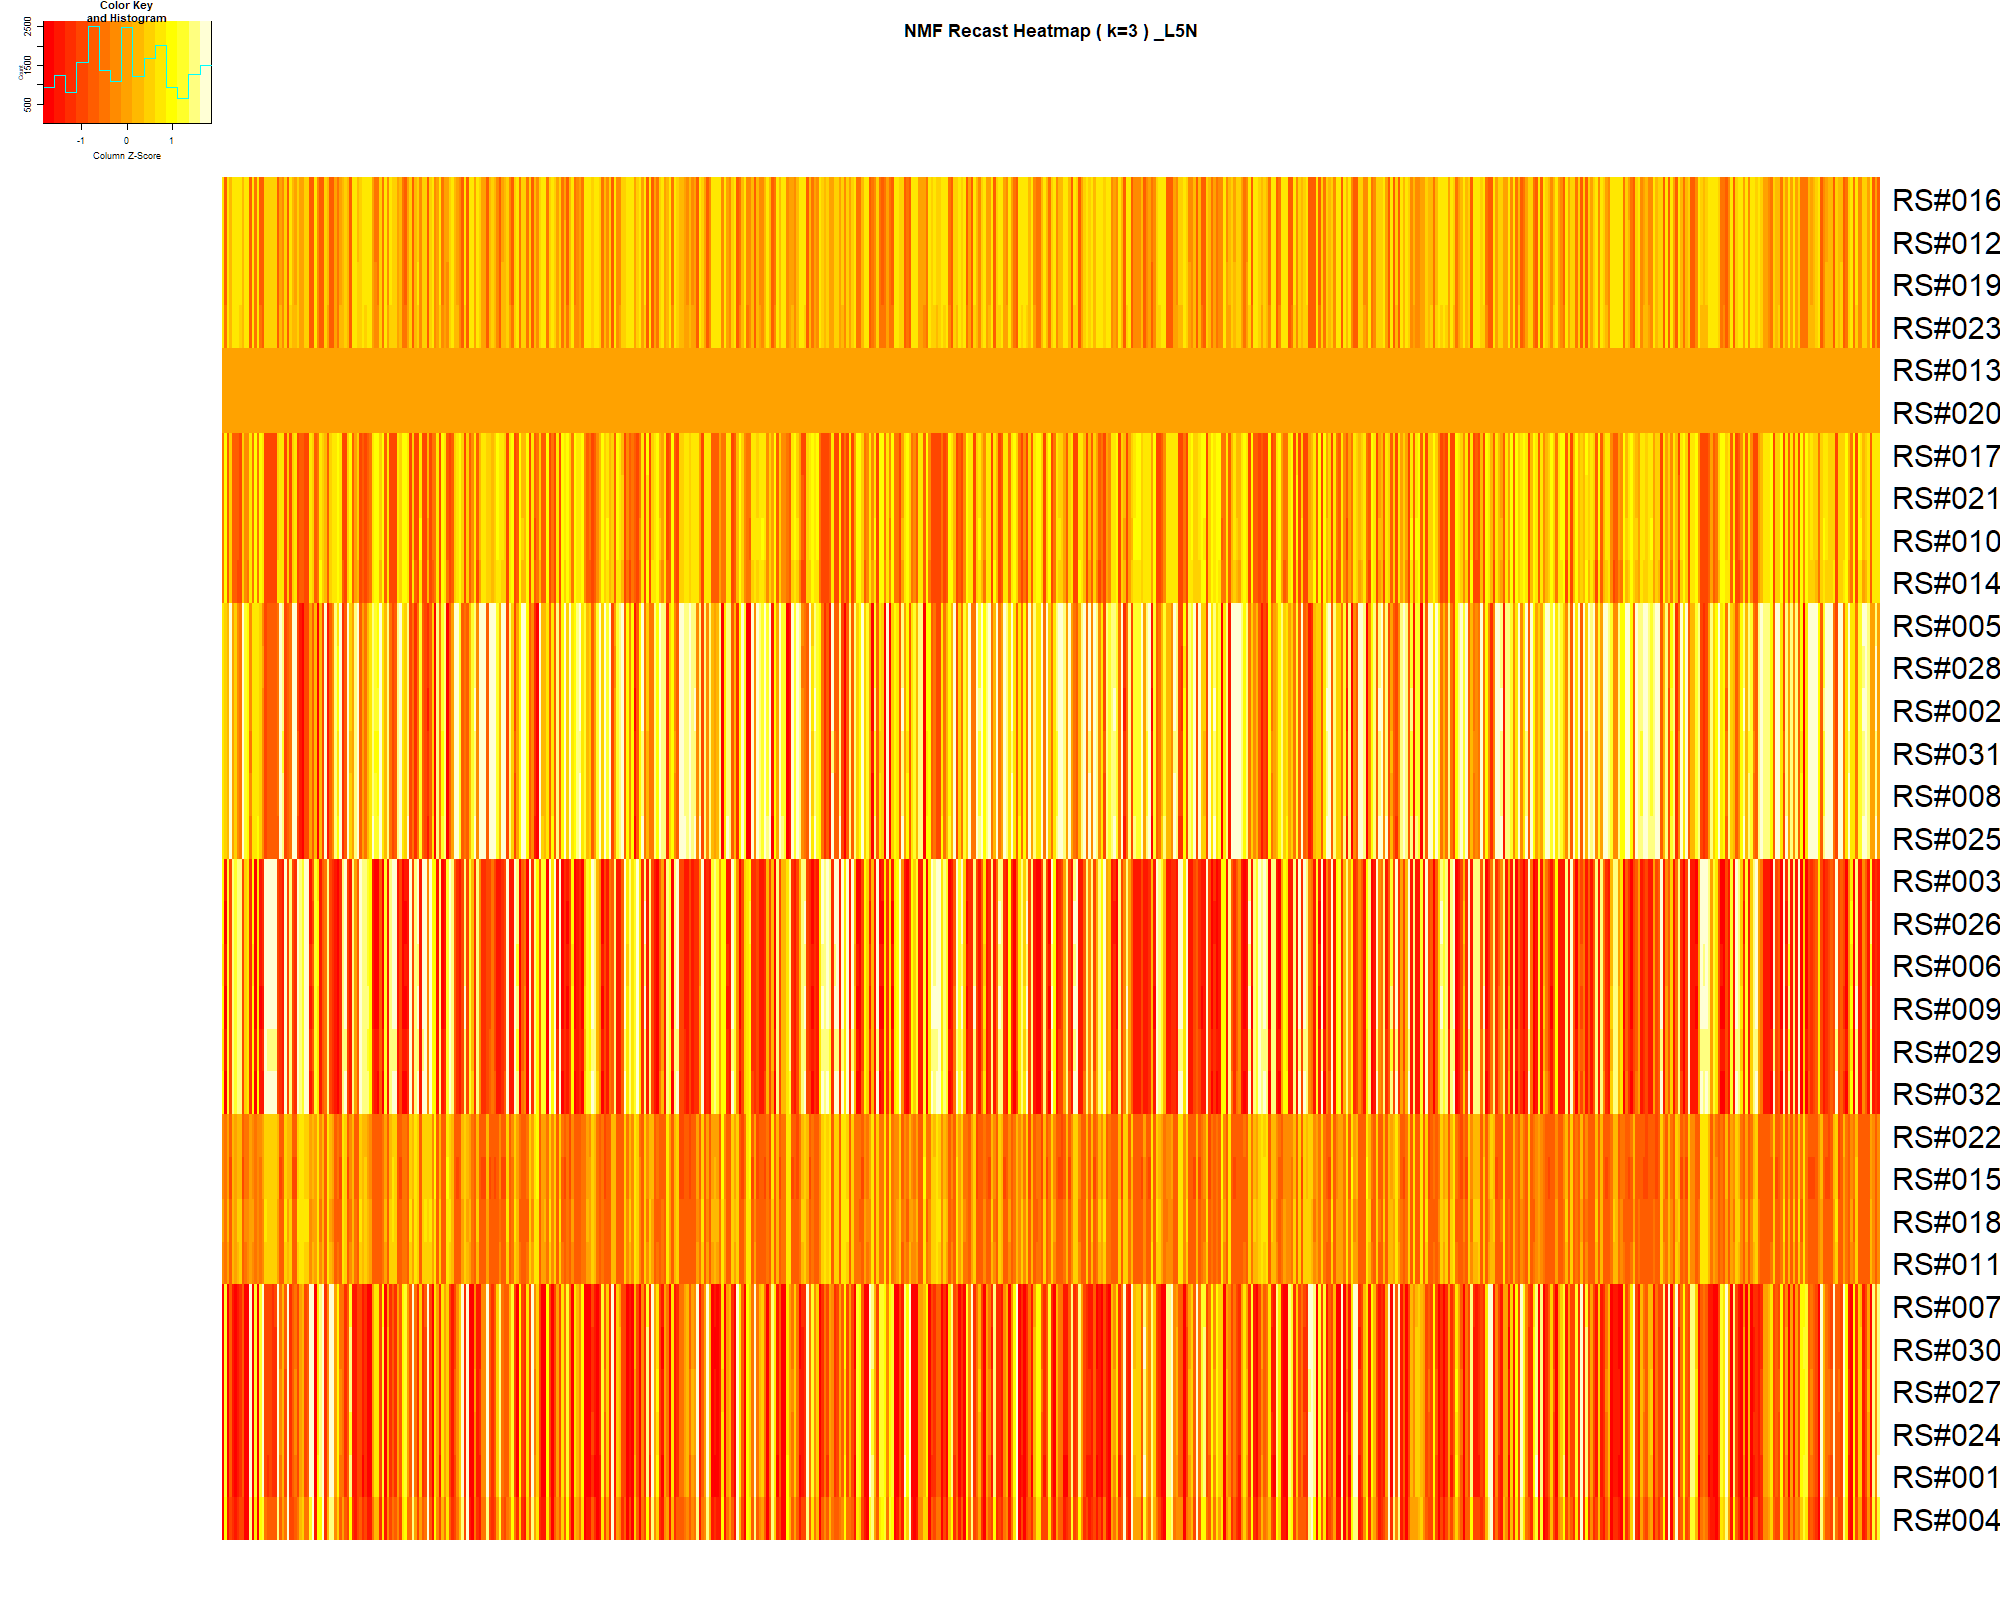 Color Key
and Histogram
NMF Recast Heatmap ( k=3 ) _L5N
Count
500
1500
2500
-1
0
1
Column Z-Score
RS#016
RS#012
RS#019
RS#023
RS#013
RS#020
RS#017
RS#021
RS#010
RS#014
RS#005
RS#028
RS#002
RS#031
RS#008
RS#025
RS#003
RS#026
RS#006
RS#009
RS#029
RS#032
RS#022
RS#015
RS#018
RS#011
RS#007
RS#030
RS#027
RS#024
RS#001
RS#004